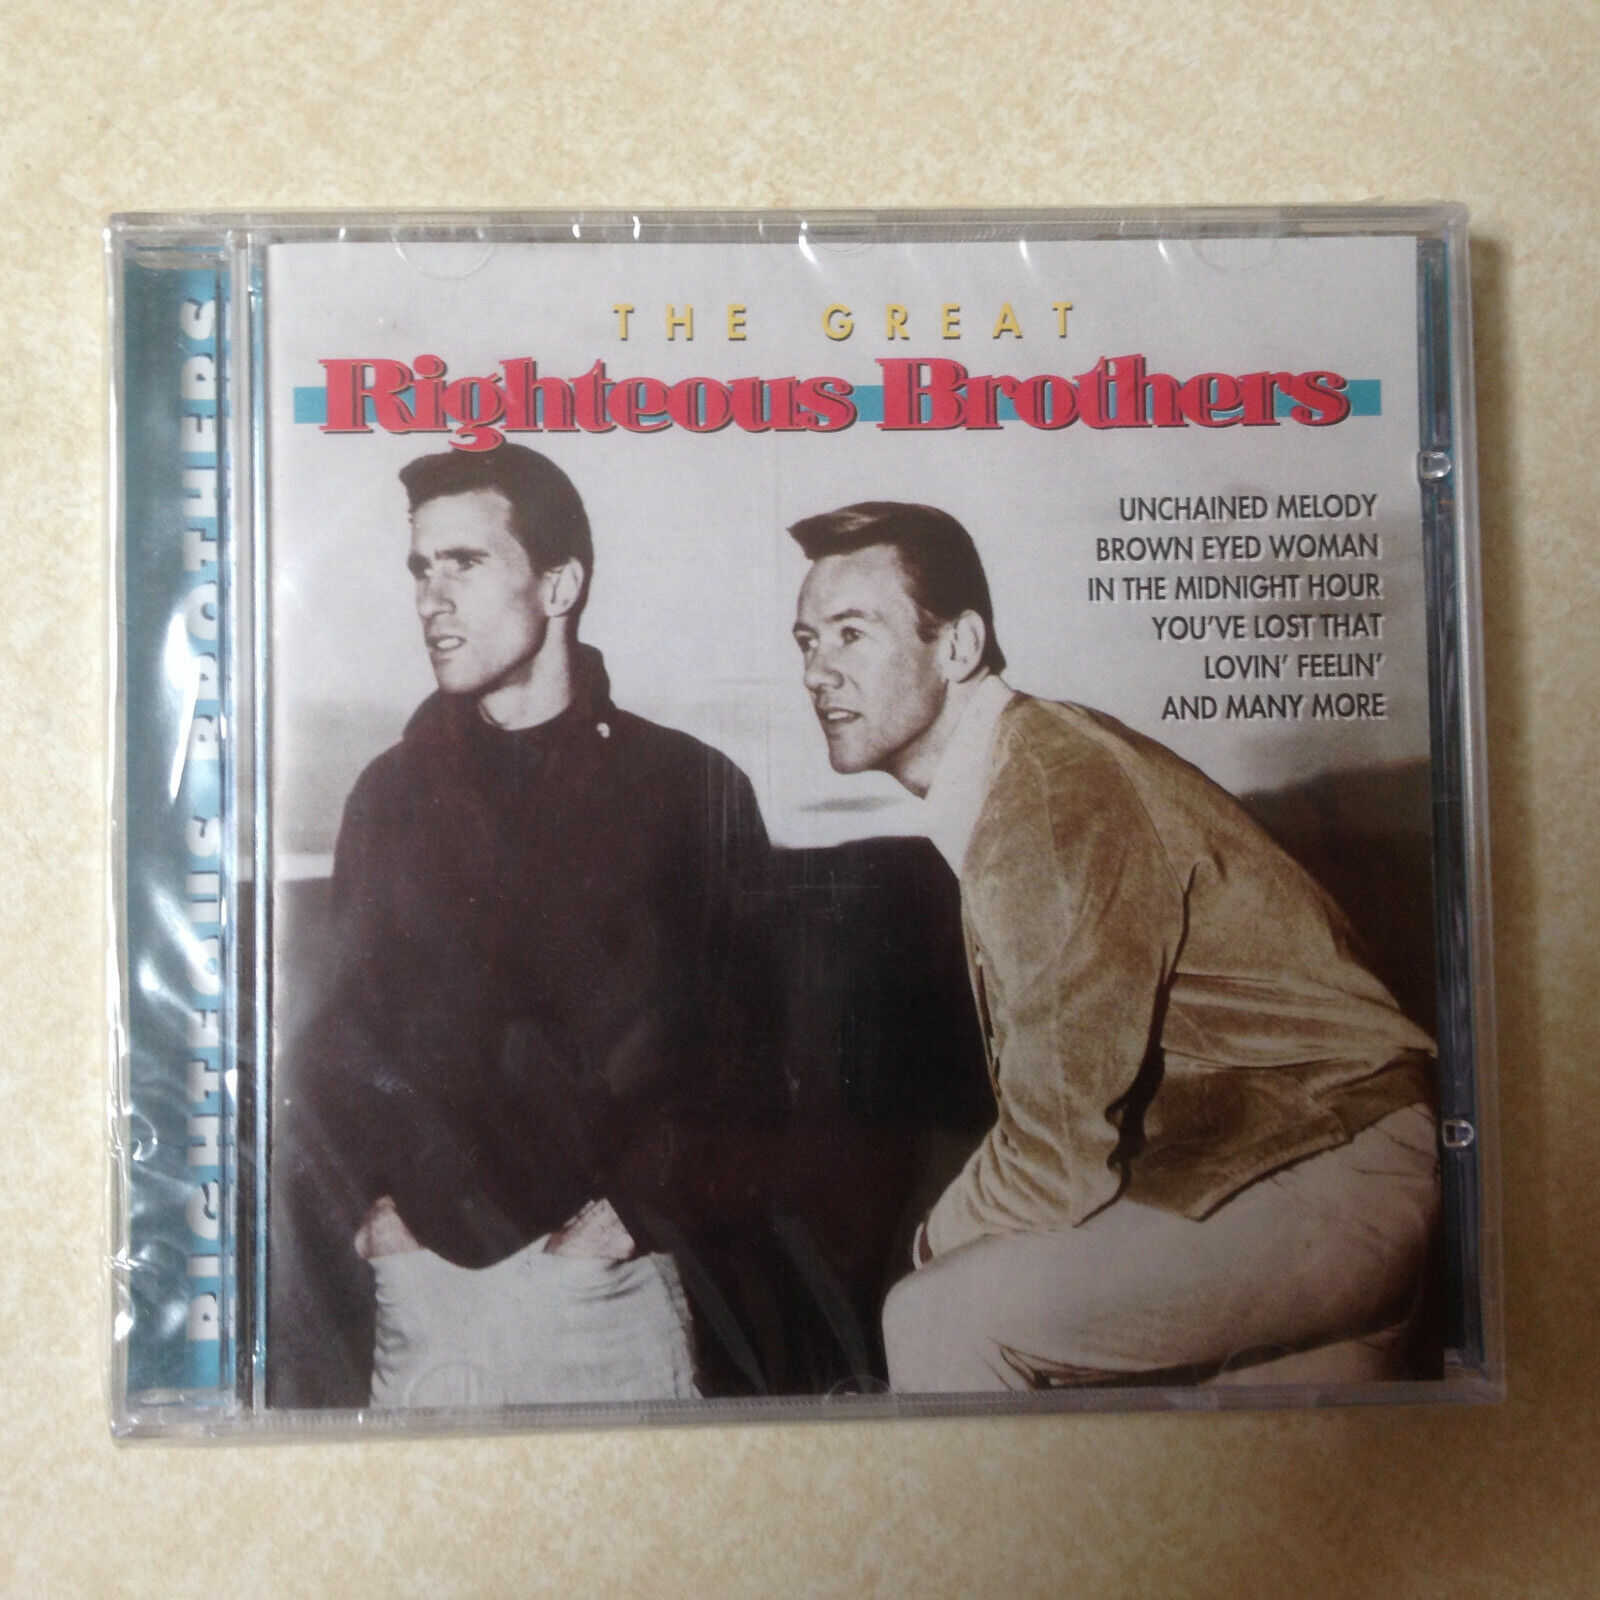 THE GREAT
Righteous Brothers
UNCHAINED MELODY
BROWN EYED WOMAN
IN THE MIDNIGHT HOUR
YOU'VE LOST THAT
LOVIN' FEELIN'
AND MANY MORE
RIGHTEOUS BROTHERS